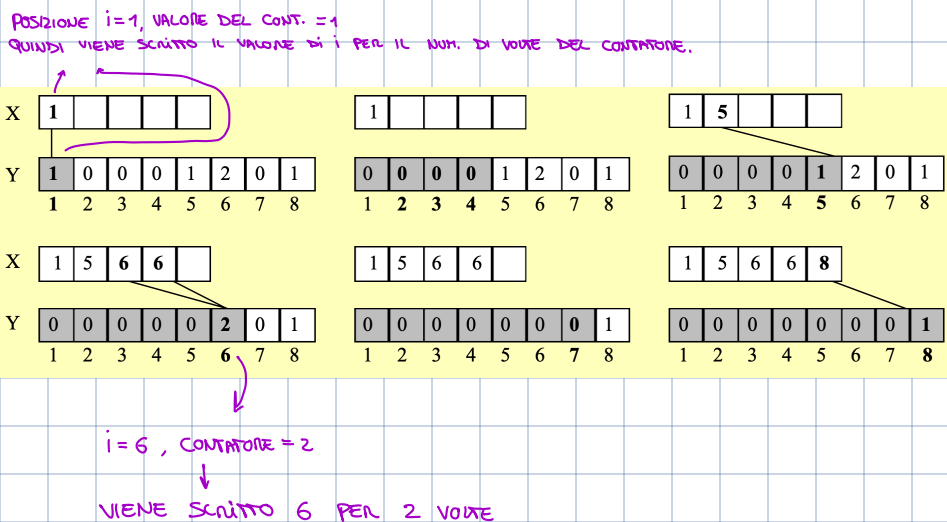 POSIZIONE i=1, VALORE DEL CONT. =1
QUINDI VIENE SCRITTO IL VALORE DI i PER IL NUM. DI VOLTE DEL CONTATORE.
X 1 1 1 5
Y 1 0 0 0 1 2 0 1 0 0 0 0 1 2 0 1 0 0 0 0 1 2 0 1
1 2 3 4 5 6 7 8 1 2 3 4 5 6 7 8 1 2 3 4 5 6 7 8
X 1 5 6 6 1 5 6 6 1 5 6 6 8
Y 0 0 0 0 0 2 0 1 0 0 0 0 0 0 0 1 0 0 0 0 0 0 0 1
1 2 3 4 5 6 7 8 1 2 3 4 5 6 7 8 1 2 3 4 5 6 7 8
i=6, CONTATORE=2
VIENE SCRITTO 6 PER 2 VOLTE